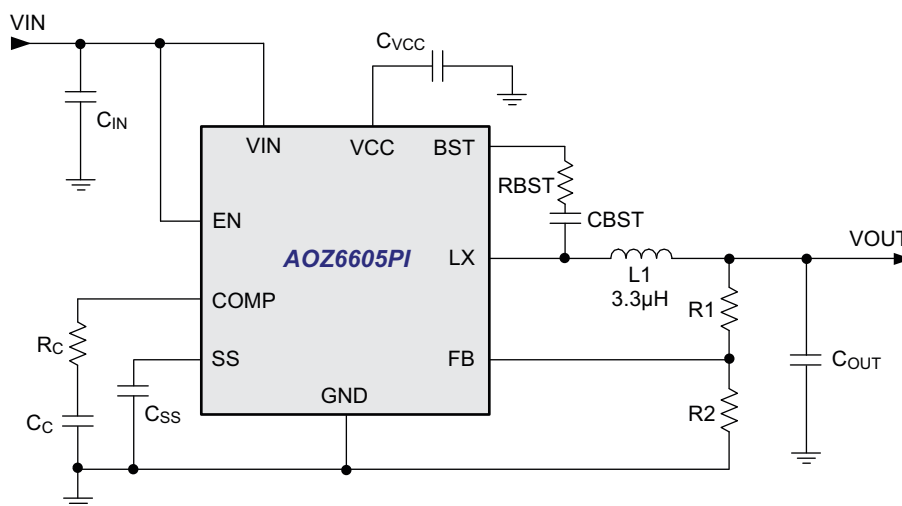 VIN
CVCC
CIN
VIN
VCC
BST
RBST
CBST
EN
AOZ6605PI
LX
VOUT
L1
3.3µH
COMP
R1
RC
SS
FB
COUT
GND
CSS
R2
CC